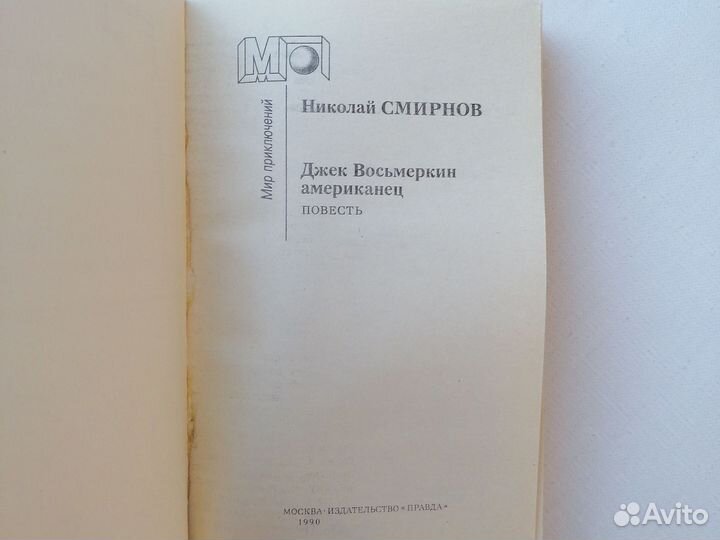 МП
Мир приключений
Николай СМИРНОВ
Джек Восьмеркин
американец
ПОВЕСТЬ
МОСКВА · ИЗДАТЕЛЬСТВО «ПРАВДА»
1990
Avito